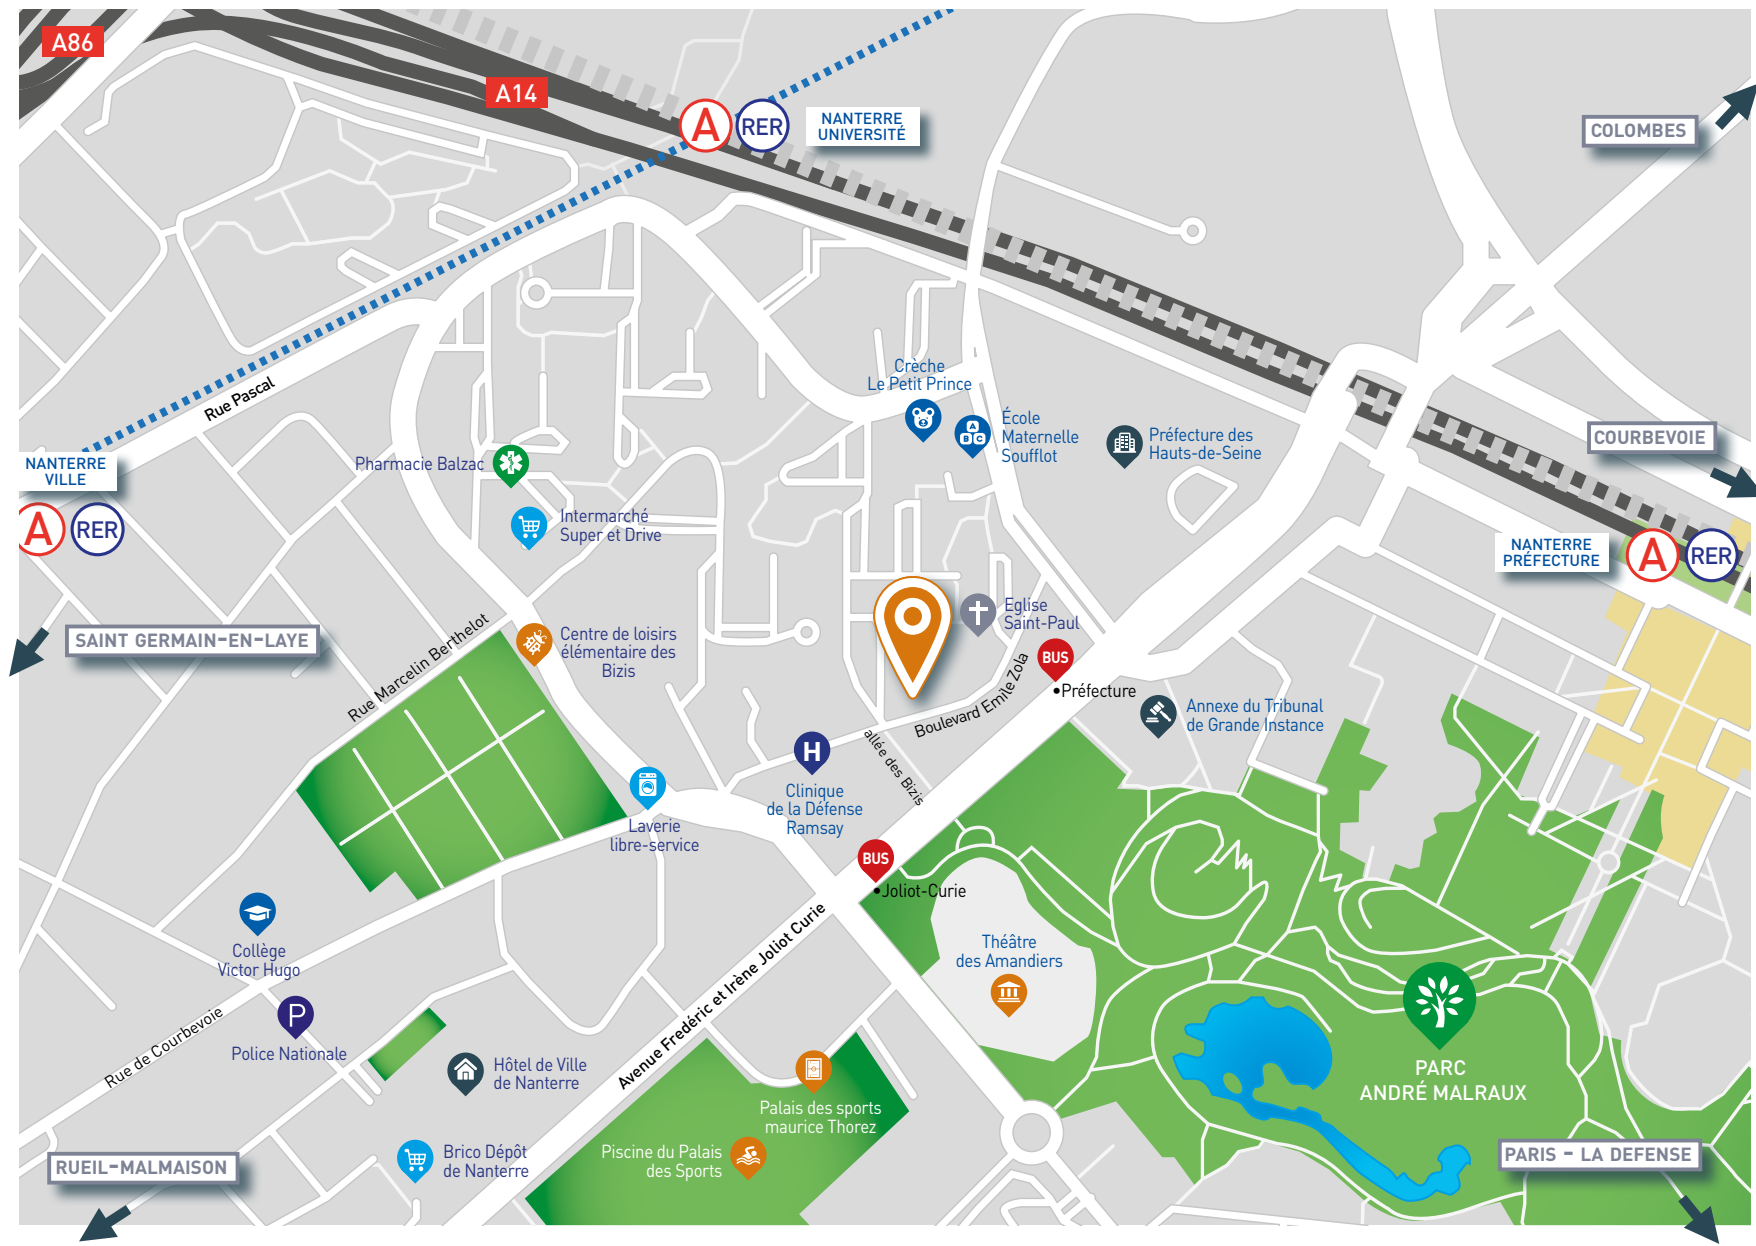 A86
A14
A
RER
NANTERRE
UNIVERSITÉ
COLOMBES
Rue Pascal
Crèche
Le Petit Prince
École
Maternelle
Soufflot
A
B C
Préfecture des
Hauts-de-Seine
COURBEVOIE
NANTERRE
VILLE
A
RER
Pharmacie Balzac
Intermarché
Super et Drive
NANTERRE
PRÉFECTURE
A
RER
SAINT GERMAIN-EN-LAYE
Rue Marcelin Berthelot
Centre de loisirs
élémentaire des
Bizis
Eglise
Saint-Paul
BUS
Préfecture
Boulevard Emile Zola
allée des Bizis
Annexe du Tribunal
de Grande Instance
H
Clinique
de la Défense
Ramsay
Laverie
libre-service
BUS
Joliot-Curie
Avenue Fredéric et Irène Joliot Curie
Collège
Victor Hugo
P
Police Nationale
Rue de Courbevoie
Théâtre
des Amandiers
PARC
ANDRÉ MALRAUX
Hôtel de Ville
de Nanterre
Palais des sports
maurice Thorez
Piscine du Palais
des Sports
Brico Dépôt
de Nanterre
RUEIL-MALMAISON
PARIS - LA DEFENSE